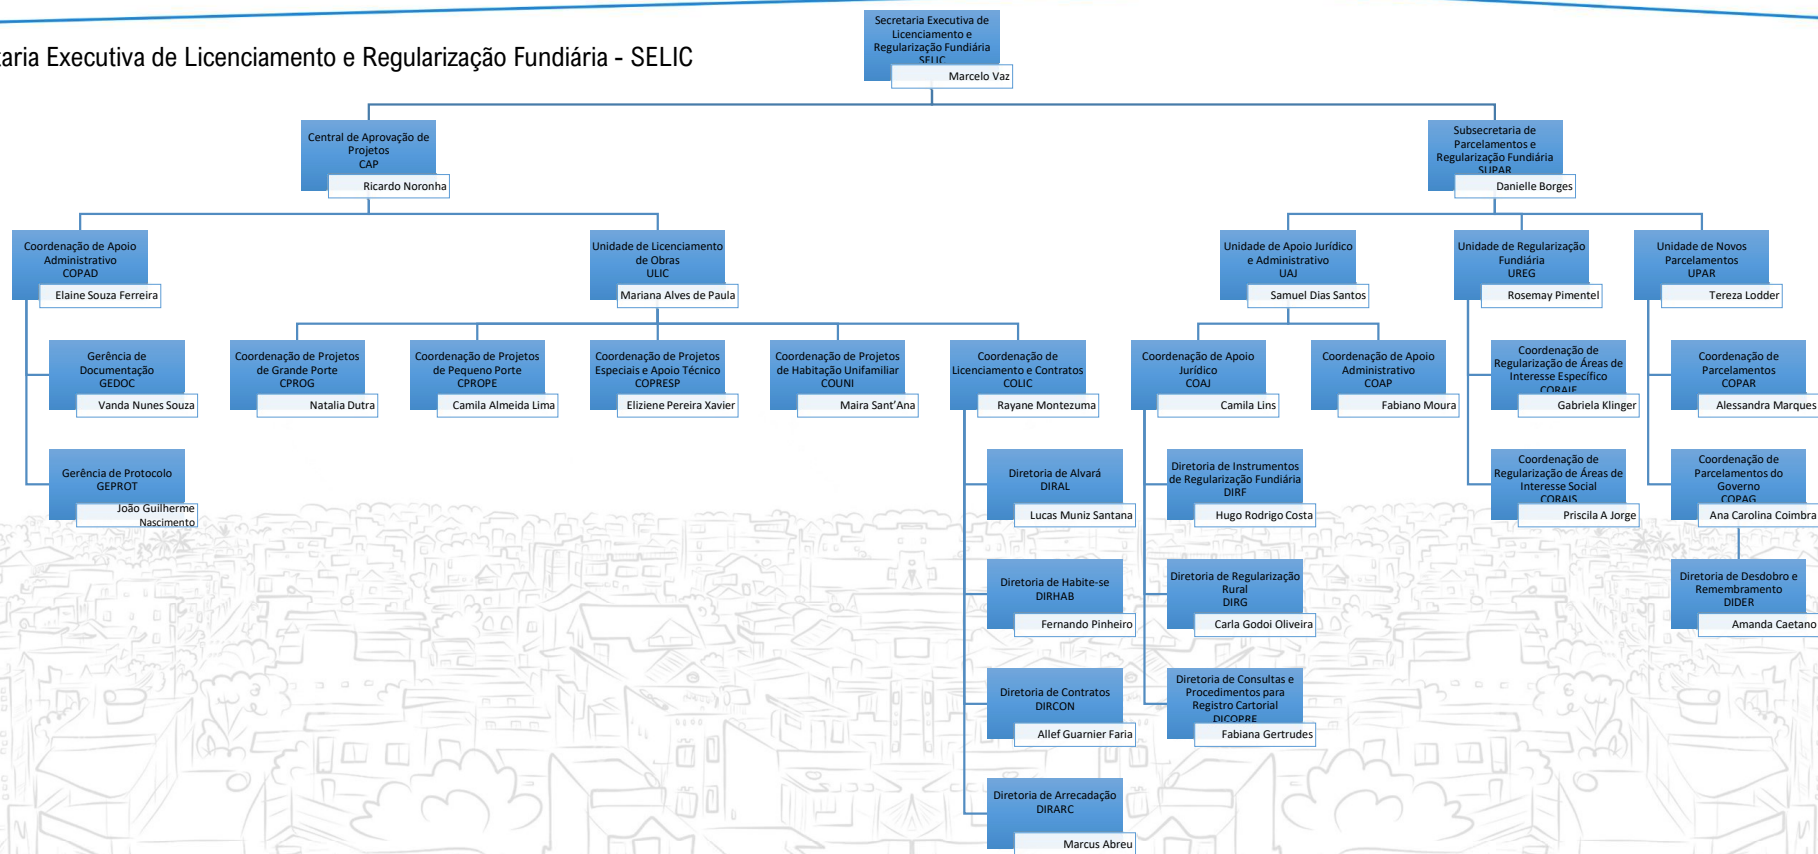 taria Executiva de Licenciamento e Regularização Fundiária - SELIC
Secretaria Executiva de
Licenciamento e
Regularização Fundiária
SELIC
Marcelo Vaz
Central de Aprovação de
Projetos
CAP
Ricardo Noronha
Subsecretaria de
Parcelamentos e
Regularização Fundiária
SUPAR
Danielle Borges
Coordenação de Apoio
Administrativo
COPAD
Elaine Souza Ferreira
Unidade de Licenciamento
de Obras
ULIC
Mariana Alves de Paula
Unidade de Apoio Jurídico
e Administrativo
UAJ
Samuel Dias Santos
Unidade de Regularização
Fundiária
UREG
Rosemay Pimentel
Unidade de Novos
Parcelamentos
UPAR
Tereza Lodder
Gerência de
Documentação
GEDOC
Vanda Nunes Souza
Coordenação de Projetos
de Grande Porte
CPROG
Natalia Dutra
Coordenação de Projetos
de Pequeno Porte
CPROPE
Camila Almeida Lima
Coordenação de Projetos
Especiais e Apoio Técnico
COPRESP
Eliziene Pereira Xavier
Coordenação de Projetos
de Habitação Unifamiliar
COUNI
Maira Sant’Ana
Coordenação de
Licenciamento e Contratos
COLIC
Rayane Montezuma
Coordenação de Apoio
Jurídico
COAJ
Camila Lins
Coordenação de Apoio
Administrativo
COAP
Fabiano Moura
Coordenação de
Regularização de Áreas de
Interesse Específico
CORAIE
Gabriela Klinger
Coordenação de
Parcelamentos
COPAR
Alessandra Marques
Gerência de Protocolo
GEPROT
João Guilherme
Nascimento
Diretoria de Alvará
DIRAL
Lucas Muniz Santana
Diretoria de Instrumentos
de Regularização Fundiária
DIRF
Hugo Rodrigo Costa
Coordenação de
Regularização de Áreas de
Interesse Social
CORAIS
Priscila A Jorge
Coordenação de
Parcelamentos do
Governo
COPAG
Ana Carolina Coimbra
Diretoria de Habite-se
DIRHAB
Fernando Pinheiro
Diretoria de Regularização
Rural
DIRG
Carla Godoi Oliveira
Diretoria de Desdobro e
Remembramento
DIDER
Amanda Caetano
Diretoria de Contratos
DIRCON
Allef Guarnier Faria
Diretoria de Consultas e
Procedimentos para
Registro Cartorial
DICOPRE
Fabiana Gertrudes
Diretoria de Arrecadação
DIRARC
Marcus Abreu